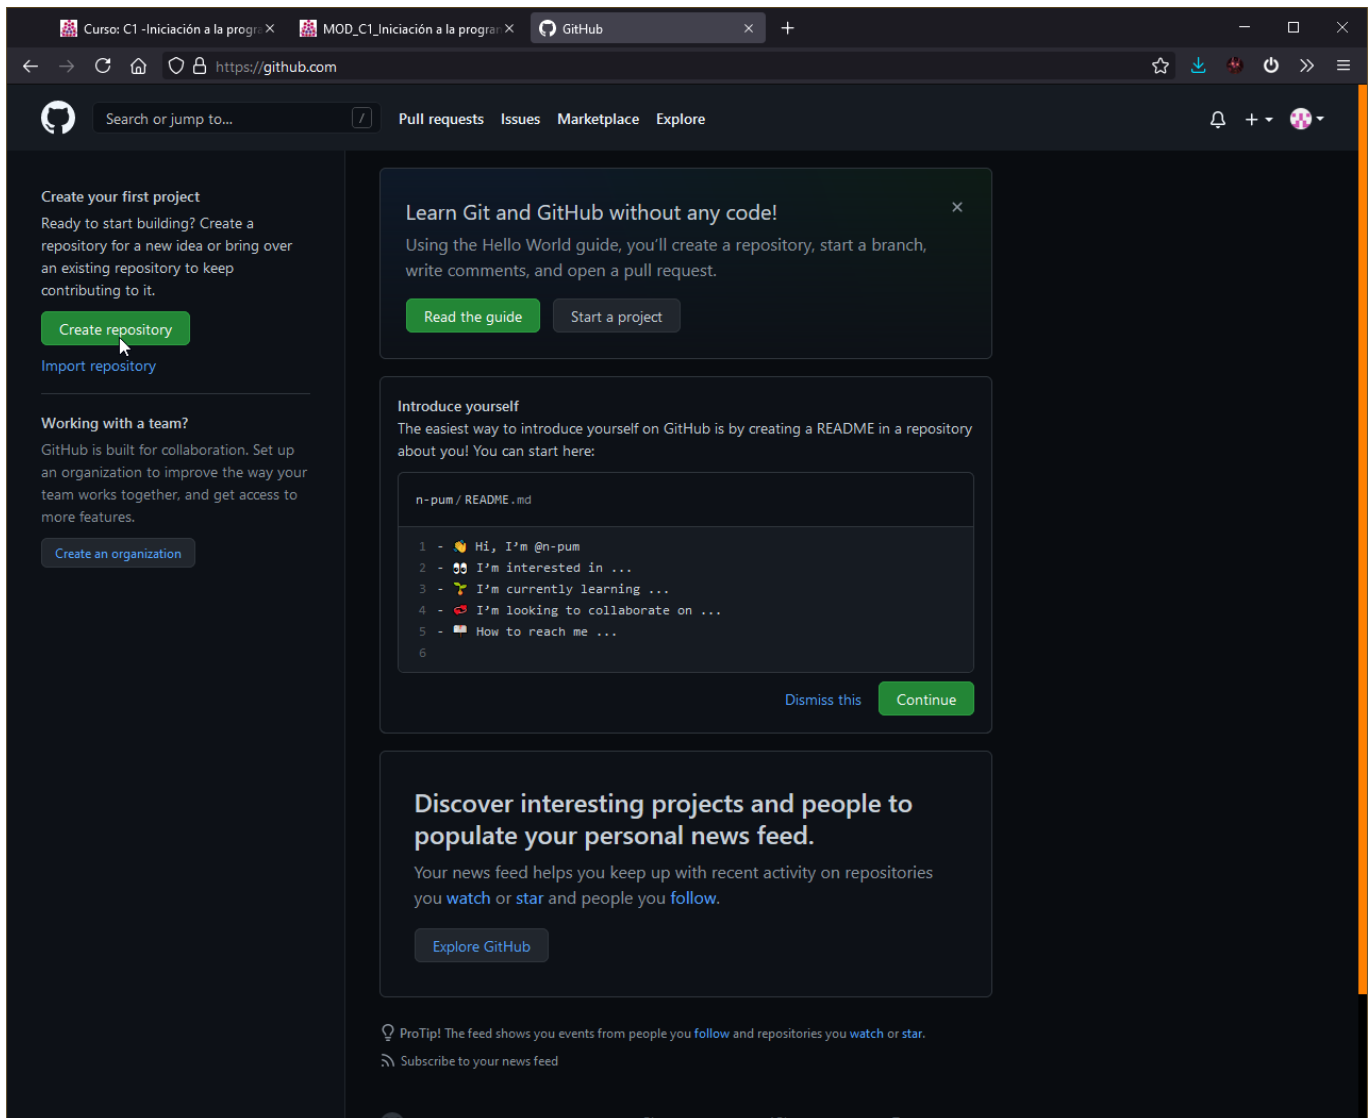 Curso: C1 -Iniciación a la progra
MOD_C1_Iniciación a la program
GitHub
https://github.com
Search or jump to...
/
Pull requests
Issues
Marketplace
Explore
Create your first project
Ready to start building? Create a
repository for a new idea or bring over
an existing repository to keep
contributing to it.
Create repository
Import repository
Working with a team?
GitHub is built for collaboration. Set up
an organization to improve the way your
team works together, and get access to
more features.
Create an organization
Learn Git and GitHub without any code!
Using the Hello World guide, you’ll create a repository, start a branch,
write comments, and open a pull request.
Read the guide
Start a project
Introduce yourself
The easiest way to introduce yourself on GitHub is by creating a README in a repository
about you! You can start here:
n-pum / README.md
1 - 👋 Hi, I’m @n-pum
2 - 👀 I’m interested in ...
3 - 🌱 I’m currently learning ...
4 - 💞️ I’m looking to collaborate on ...
5 - 📫 How to reach me ...
6
Dismiss this
Continue
Discover interesting projects and people to
populate your personal news feed.
Your news feed helps you keep up with recent activity on repositories
you watch or star and people you follow.
Explore GitHub
ProTip! The feed shows you events from people you follow and repositories you watch or star.
Subscribe to your news feed